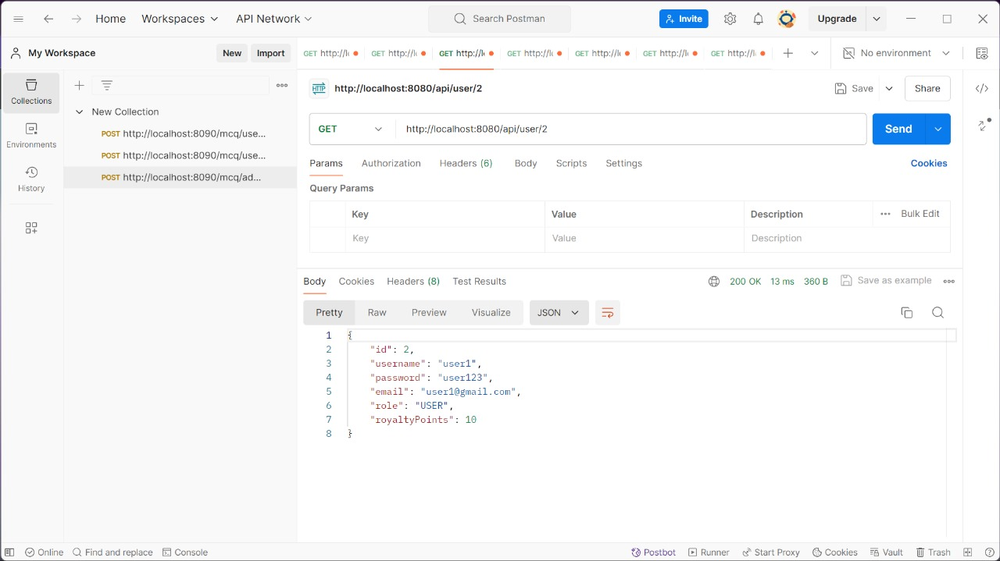 Home Workspaces API Network Search Postman Invite Upgrade
My Workspace New Import GET http://l GET http://l GET http://l GET http://l GET http://l GET http://l GET http://l No environment
Collections
Environments
History
New Collection
POST http://localhost:8090/mcq/use...
POST http://localhost:8090/mcq/use...
POST http://localhost:8090/mcq/ad...
HTTP http://localhost:8080/api/user/2 Save Share
GET http://localhost:8080/api/user/2 Send
Params Authorization Headers (6) Body Scripts Settings Cookies
Query Params
Key Value Description Bulk Edit
Key Value Description
Body Cookies Headers (8) Test Results 200 OK 13 ms 360 B Save as example
Pretty Raw Preview Visualize JSON
1 {
2 "id": 2,
3 "username": "user1",
4 "password": "user123",
5 "email": "user1@gmail.com",
6 "role": "USER",
7 "royaltyPoints": 10
8 }
Online Find and replace Console Postbot Runner Start Proxy Cookies Vault Trash